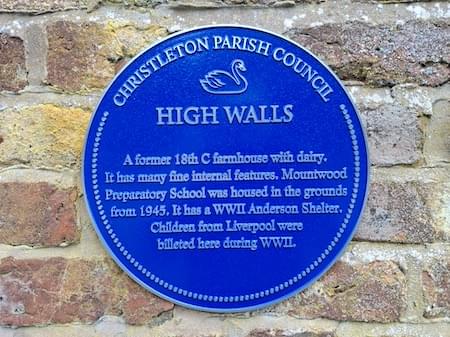 CHRISTLETON PARISH COUNCIL
HIGH WALLS
A former 18th C farmhouse with dairy.
It has many fine internal features. Mountwood
Preparatory School was housed in the grounds
from 1945. It has a WWII Anderson Shelter.
Children from Liverpool were
billeted here during WWII.